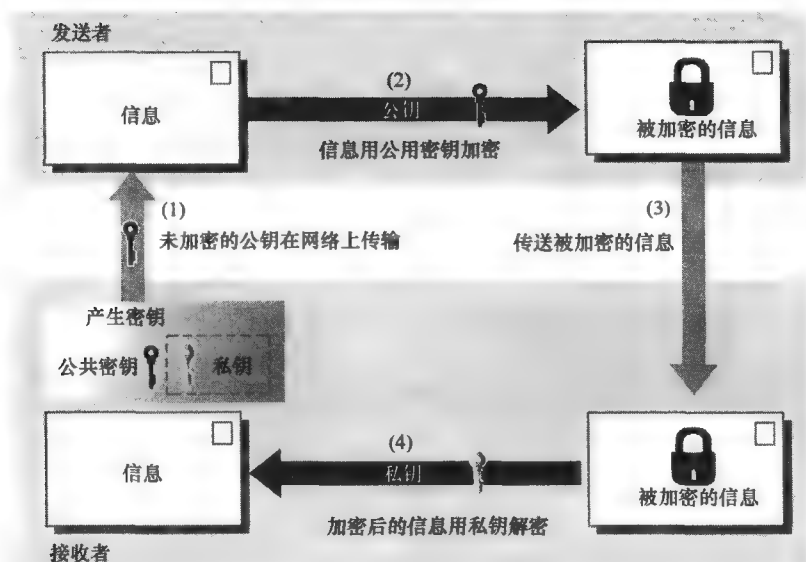 发送者
信息
(2)
公钥
信息用公用密钥加密
被加密的信息
(1)
未加密的公钥在网络上传输
(3)
传送被加密的信息
产生密钥
公共密钥
私钥
信息
(4)
私钥
加密后的信息用私钥解密
被加密的信息
接收者